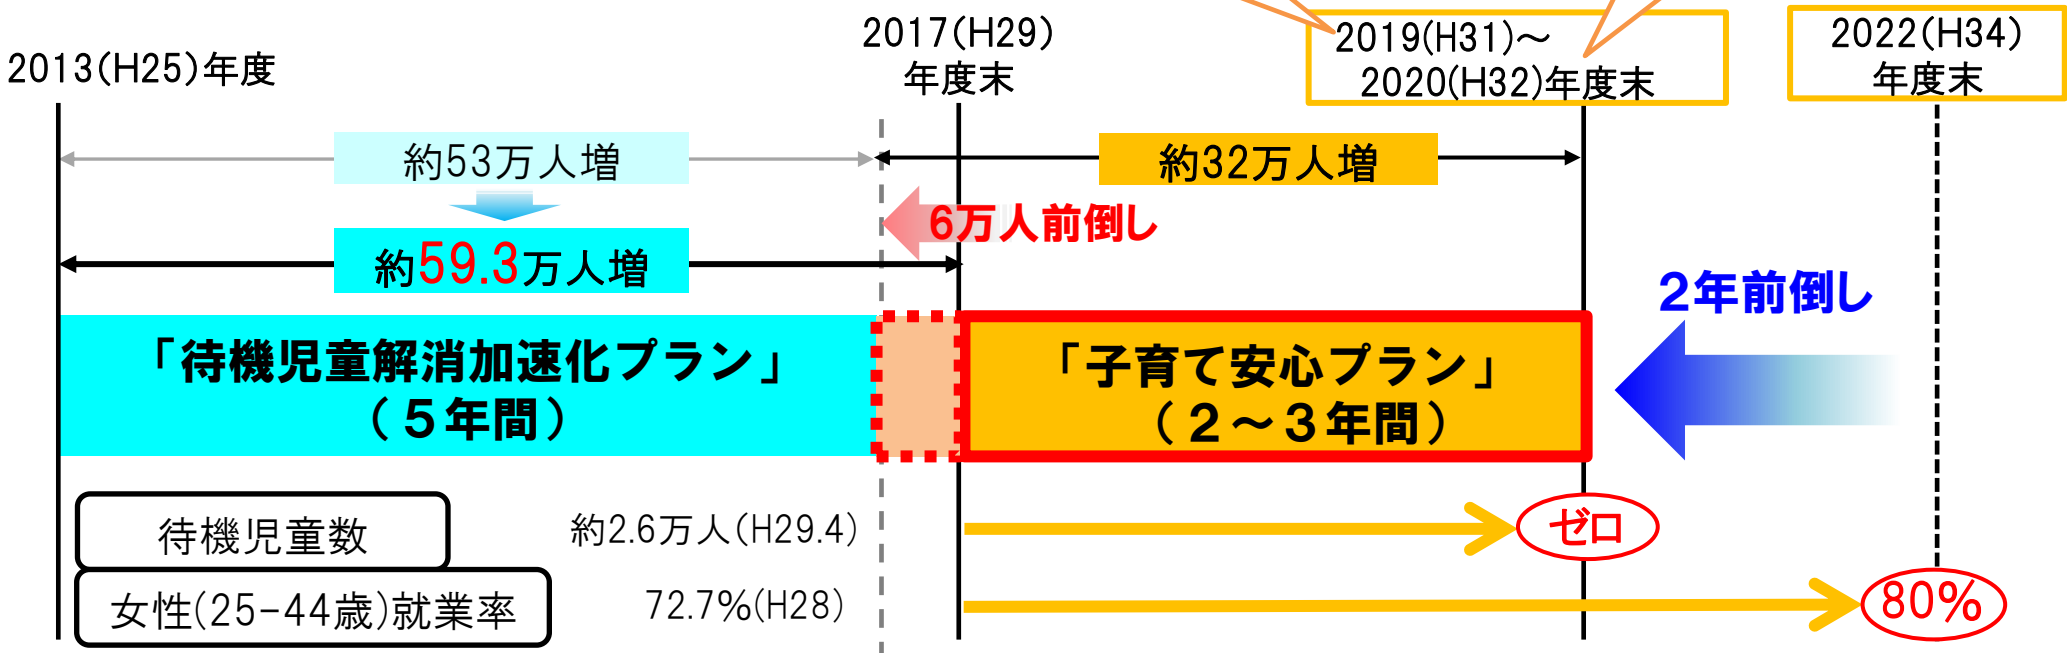 2013(H25)年度
2017(H29)
年度末
2019(H31)～
2020(H32)年度末
2022(H34)
年度末
約53万人増
約32万人増
6万人前倒し
約59.3万人増
2年前倒し
「待機児童解消加速化プラン」
（５年間）
「子育て安心プラン」
（２～３年間）
待機児童数
約2.6万人(H29.4)
ゼロ
女性(25-44歳)就業率
72.7%(H28)
80%